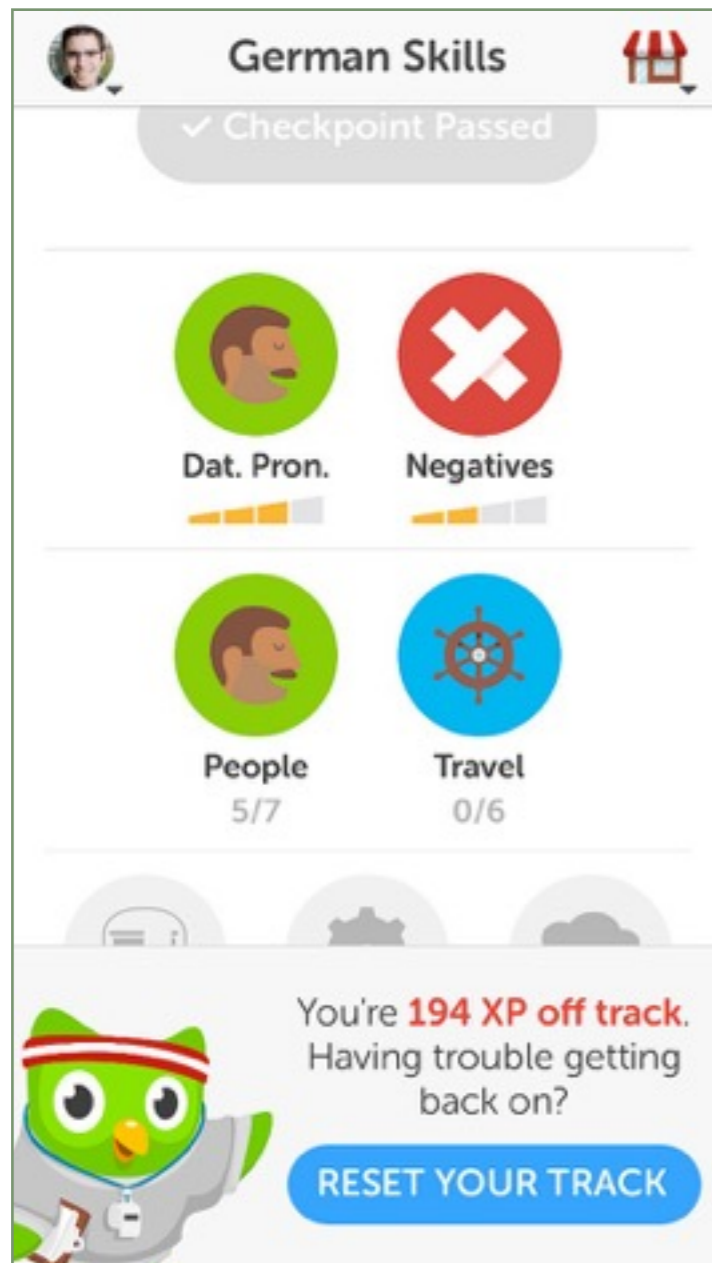 German Skills
✓ Checkpoint Passed
Dat. Pron. Negatives
People Travel
5/7 0/6
You're 194 XP off track.
Having trouble getting
back on?
RESET YOUR TRACK